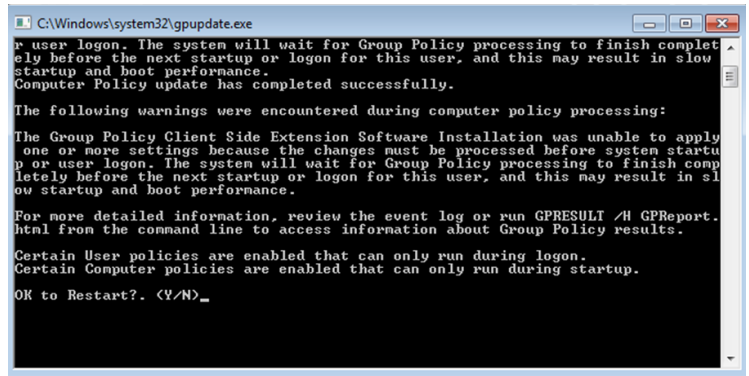 C:\Windows\system32\gpupdate.exe
r user logon. The system will wait for Group Policy processing to finish complet
ely before the next startup or logon for this user, and this may result in slow
startup and boot performance.
Computer Policy update has completed successfully.
The following warnings were encountered during computer policy processing:
The Group Policy Client Side Extension Software Installation was unable to apply
 one or more settings because the changes must be processed before system startu
p or user logon. The system will wait for Group Policy processing to finish comp
letely before the next startup or logon for this user, and this may result in sl
ow startup and boot performance.
For more detailed information, review the event log or run GPRESULT /H GPReport.
html from the command line to access information about Group Policy results.
Certain User policies are enabled that can only run during logon.
Certain Computer policies are enabled that can only run during startup.
OK to Restart?. (Y/N)_